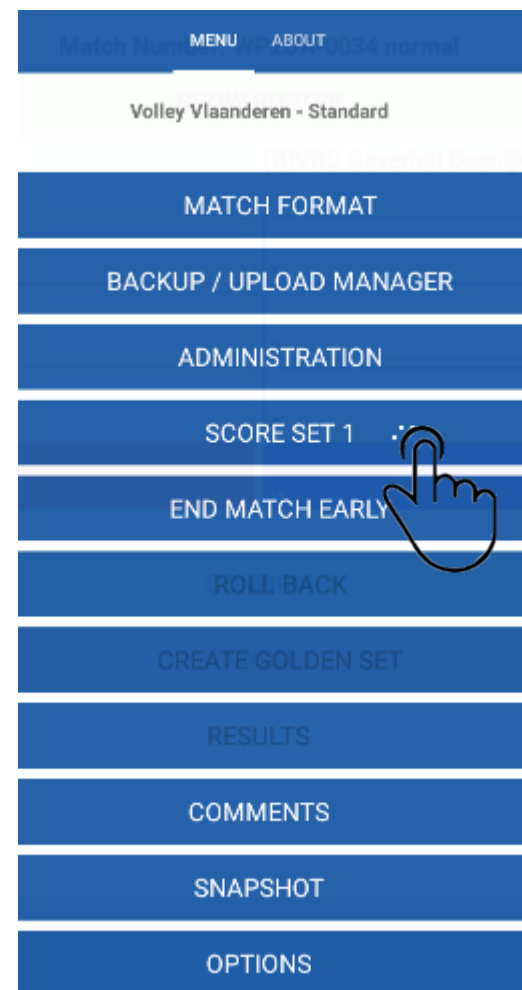 MENU ABOUT
Volley Vlaanderen - Standard
MATCH FORMAT
BACKUP / UPLOAD MANAGER
ADMINISTRATION
SCORE SET 1
END MATCH EARLY
ROLL BACK
CREATE GOLDEN SET
RESULTS
COMMENTS
SNAPSHOT
OPTIONS